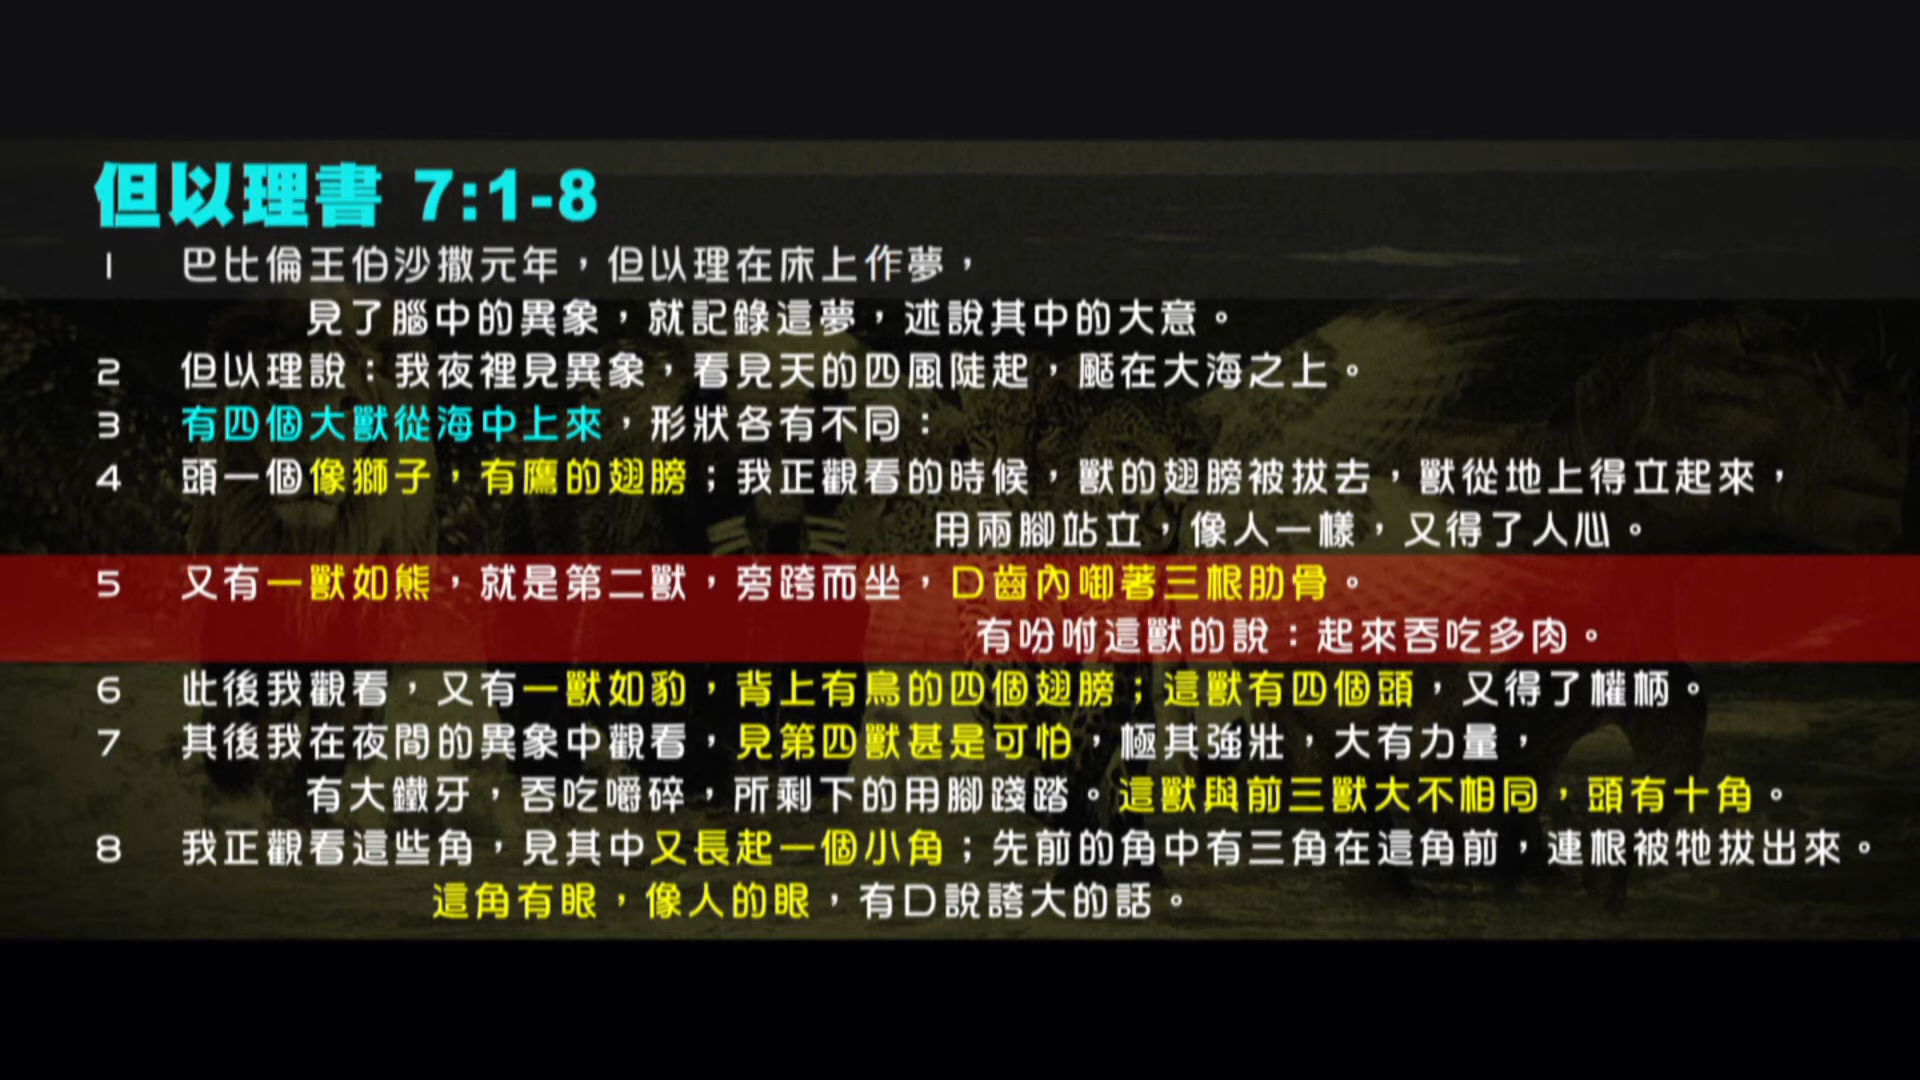 但以理書 7:1-8
1 巴比倫王伯沙撒元年，但以理在床上作夢，
見了腦中的異象，就記錄這夢，述說其中的大意。
2 但以理說：我夜裡見異象，看見天的四風陡起，颳在大海之上。
3 有四個大獸從海中上來，形狀各有不同：
4 頭一個像獅子，有鷹的翅膀；我正觀看的時候，獸的翅膀被拔去，獸從地上得立起來，
用兩腳站立，像人一樣，又得了人心。
5 又有一獸如熊，就是第二獸，旁跨而坐，口齒內啣著三根肋骨。
有吩咐這獸的說：起來吞吃多肉。
6 此後我觀看，又有一獸如豹，背上有鳥的四個翅膀；這獸有四個頭，又得了權柄。
7 其後我在夜間的異象中觀看，見第四獸甚是可怕，極其強壯，大有力量，
有大鐵牙，吞吃嚼碎，所剩下的用腳踐踏。這獸與前三獸大不相同，頭有十角。
8 我正觀看這些角，見其中又長起一個小角；先前的角中有三角在這角前，連根被牠拔出來。
這角有眼，像人的眼，有口說誇大的話。